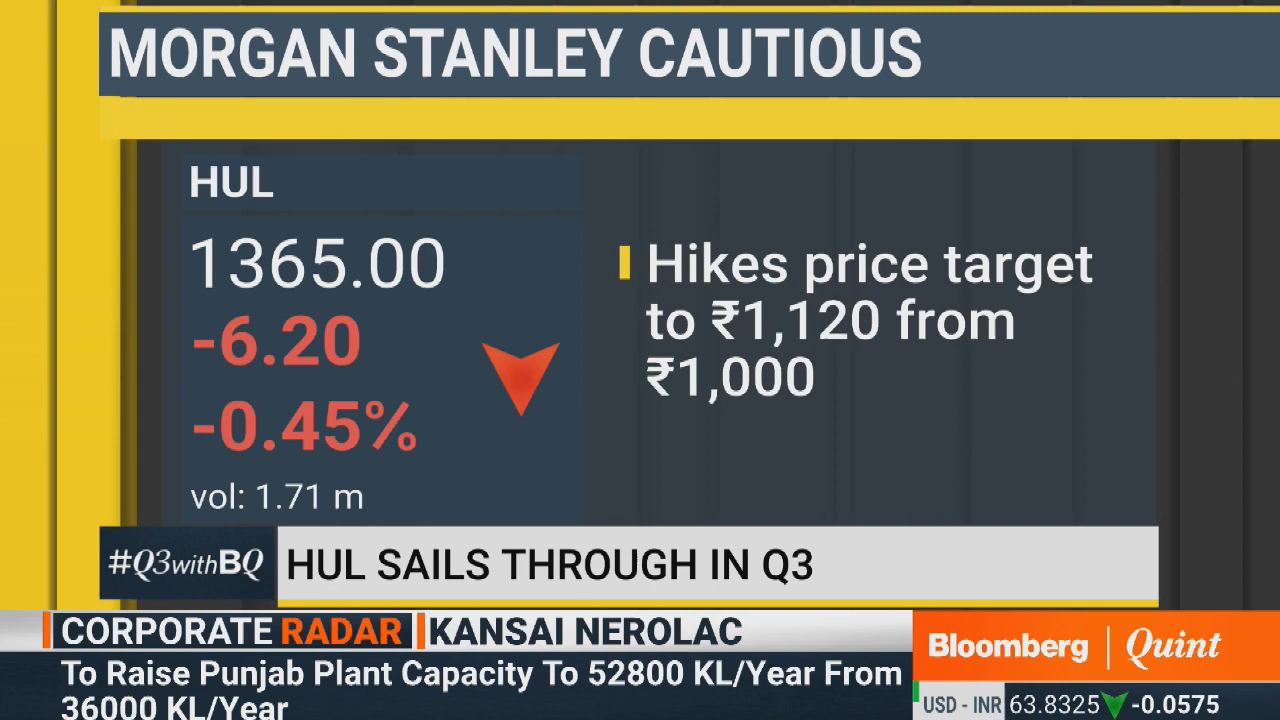 MORGAN STANLEY CAUTIOUS
HUL
1365.00
-6.20
-0.45%
vol: 1.71 m
Hikes price target
to ₹1,120 from
₹1,000
#Q3withBQ
HUL SAILS THROUGH IN Q3
CORPORATE RADAR KANSAI NEROLAC
To Raise Punjab Plant Capacity To 52800 KL/Year From
36000 KL/Year
Bloomberg | Quint
USD - INR 63.8325 -0.0575